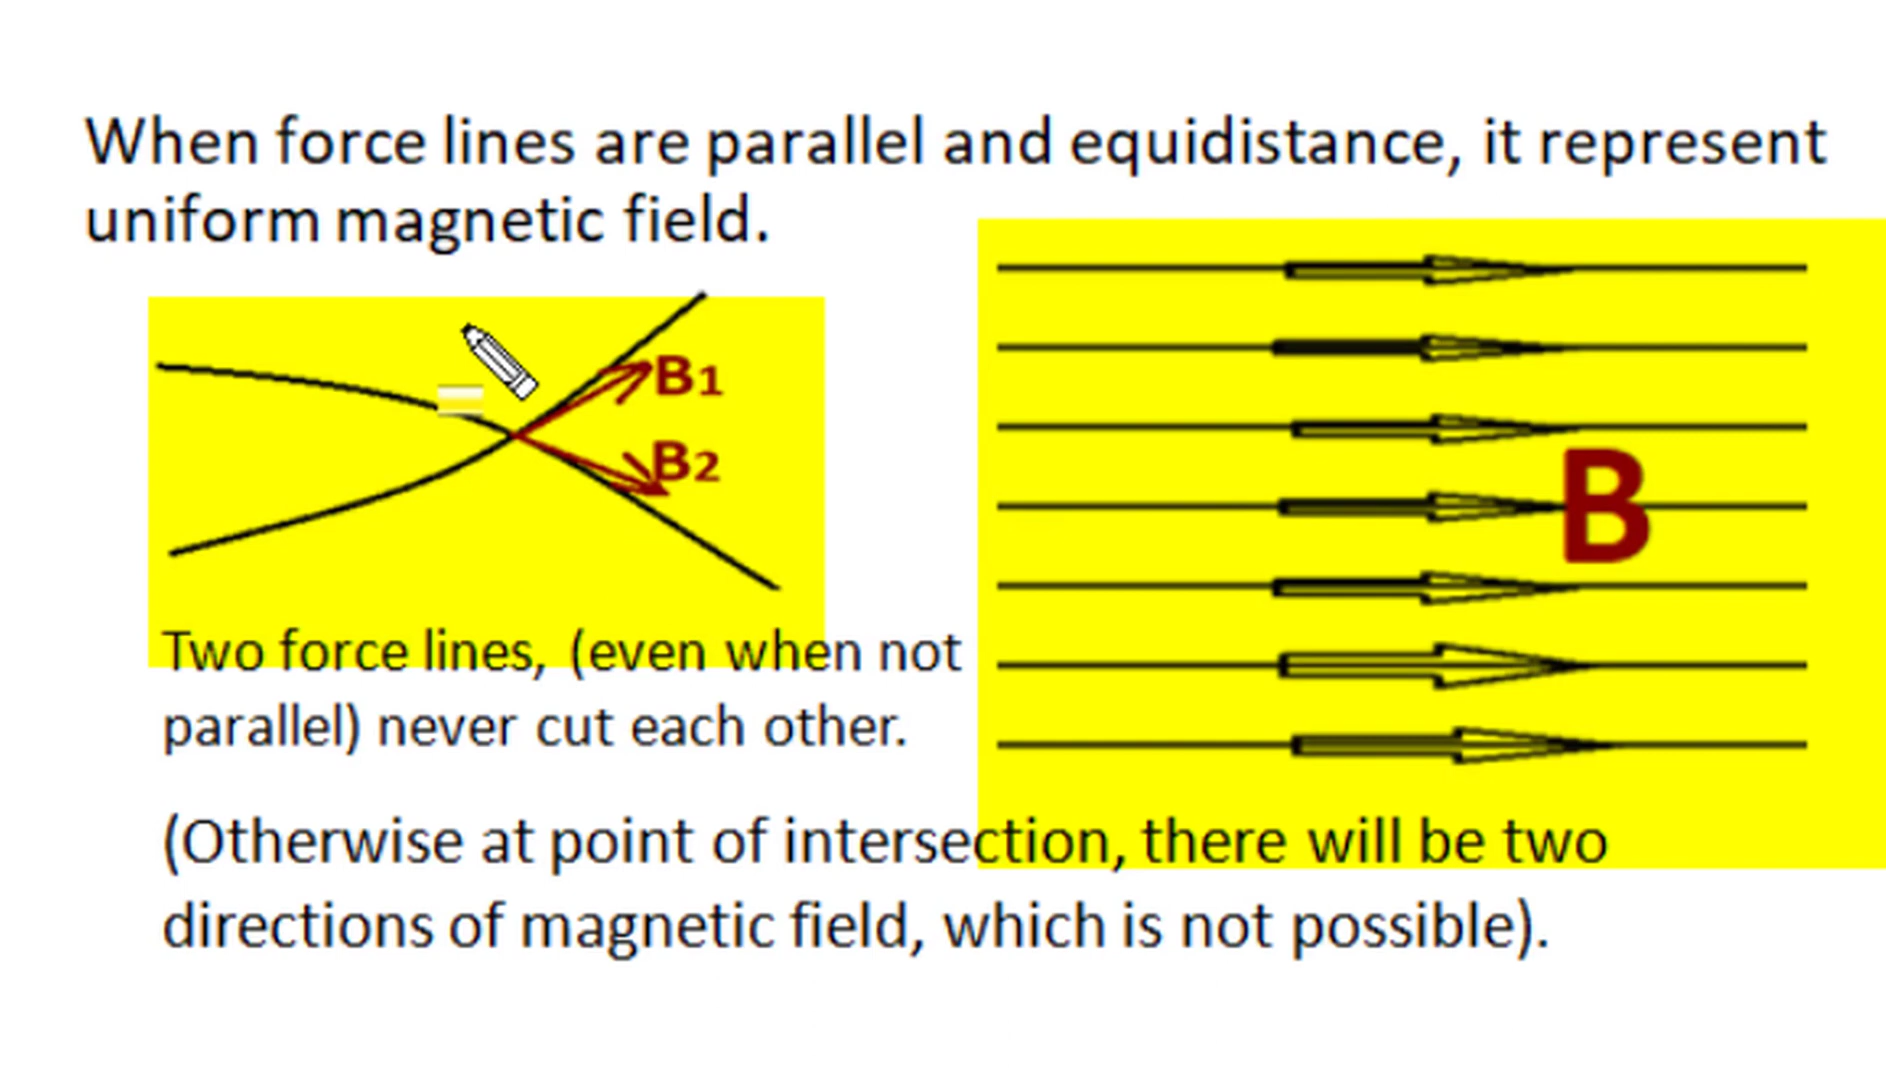 When force lines are parallel and equidistance, it represent
uniform magnetic field.
B1
B2
B
Two force lines, (even when not
parallel) never cut each other.
(Otherwise at point of intersection, there will be two
directions of magnetic field, which is not possible).